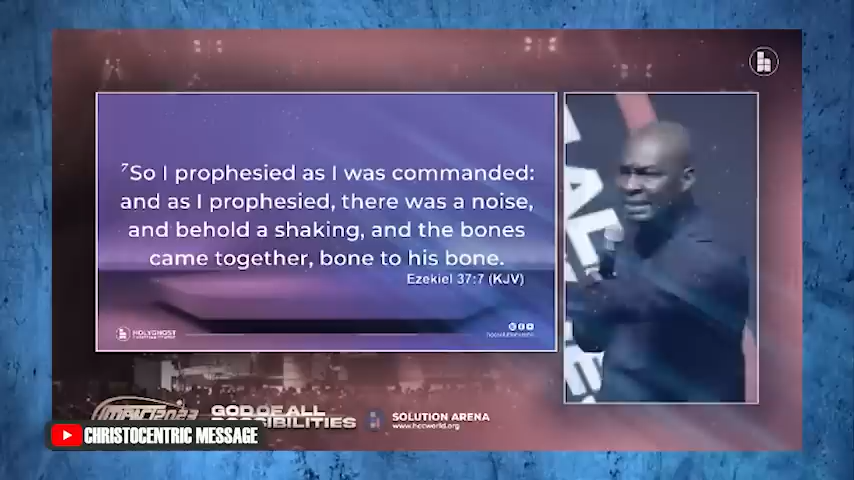 ⁷So I prophesied as I was commanded:
and as I prophesied, there was a noise,
and behold a shaking, and the bones
came together, bone to his bone.
Ezekiel 37:7 (KJV)
HOLYGHOST
IMPACT2023
GOD OF ALL
POSSIBILITIES
SOLUTION ARENA
www.hccworld.org
CHRISTOCENTRIC MESSAGE